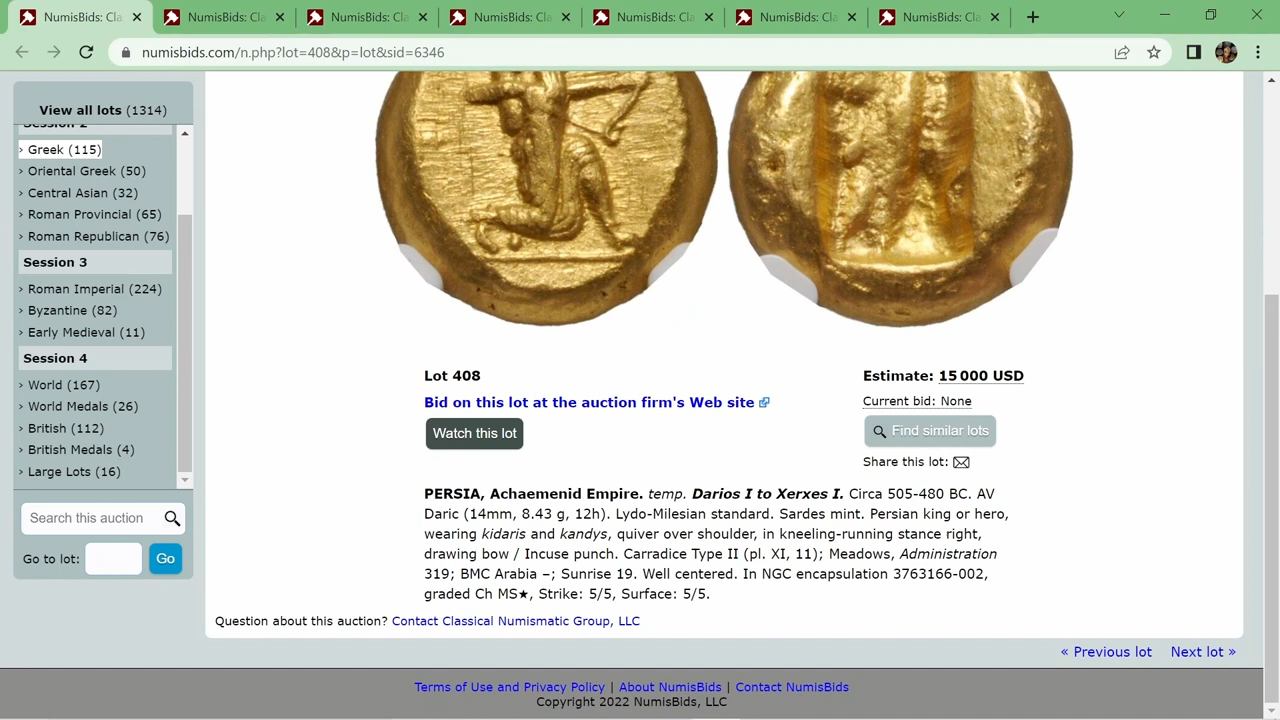 NumisBids: Cla
NumisBids: Cla
NumisBids: Cla
NumisBids: Cla
NumisBids: Cla
NumisBids: Cla
NumisBids: Cla
numisbids.com/n.php?lot=408&p=lot&sid=6346
View all lots (1314)
Session 2
› Greek (115)
› Oriental Greek (50)
› Central Asian (32)
› Roman Provincial (65)
› Roman Republican (76)
Session 3
› Roman Imperial (224)
› Byzantine (82)
› Early Medieval (11)
Session 4
› World (167)
› World Medals (26)
› British (112)
› British Medals (4)
› Large Lots (16)
Search this auction
Go to lot:
Go
Lot 408
Bid on this lot at the auction firm's Web site
Watch this lot
Estimate: 15 000 USD
Current bid: None
Find similar lots
Share this lot:
PERSIA, Achaemenid Empire. temp. Darios I to Xerxes I. Circa 505-480 BC. AV
Daric (14mm, 8.43 g, 12h). Lydo-Milesian standard. Sardes mint. Persian king or hero,
wearing kidaris and kandys, quiver over shoulder, in kneeling-running stance right,
drawing bow / Incuse punch. Carradice Type II (pl. XI, 11); Meadows, Administration
319; BMC Arabia –; Sunrise 19. Well centered. In NGC encapsulation 3763166-002,
graded Ch MS★, Strike: 5/5, Surface: 5/5.
Question about this auction? Contact Classical Numismatic Group, LLC
« Previous lot Next lot »
Terms of Use and Privacy Policy | About NumisBids | Contact NumisBids
Copyright 2022 NumisBids, LLC